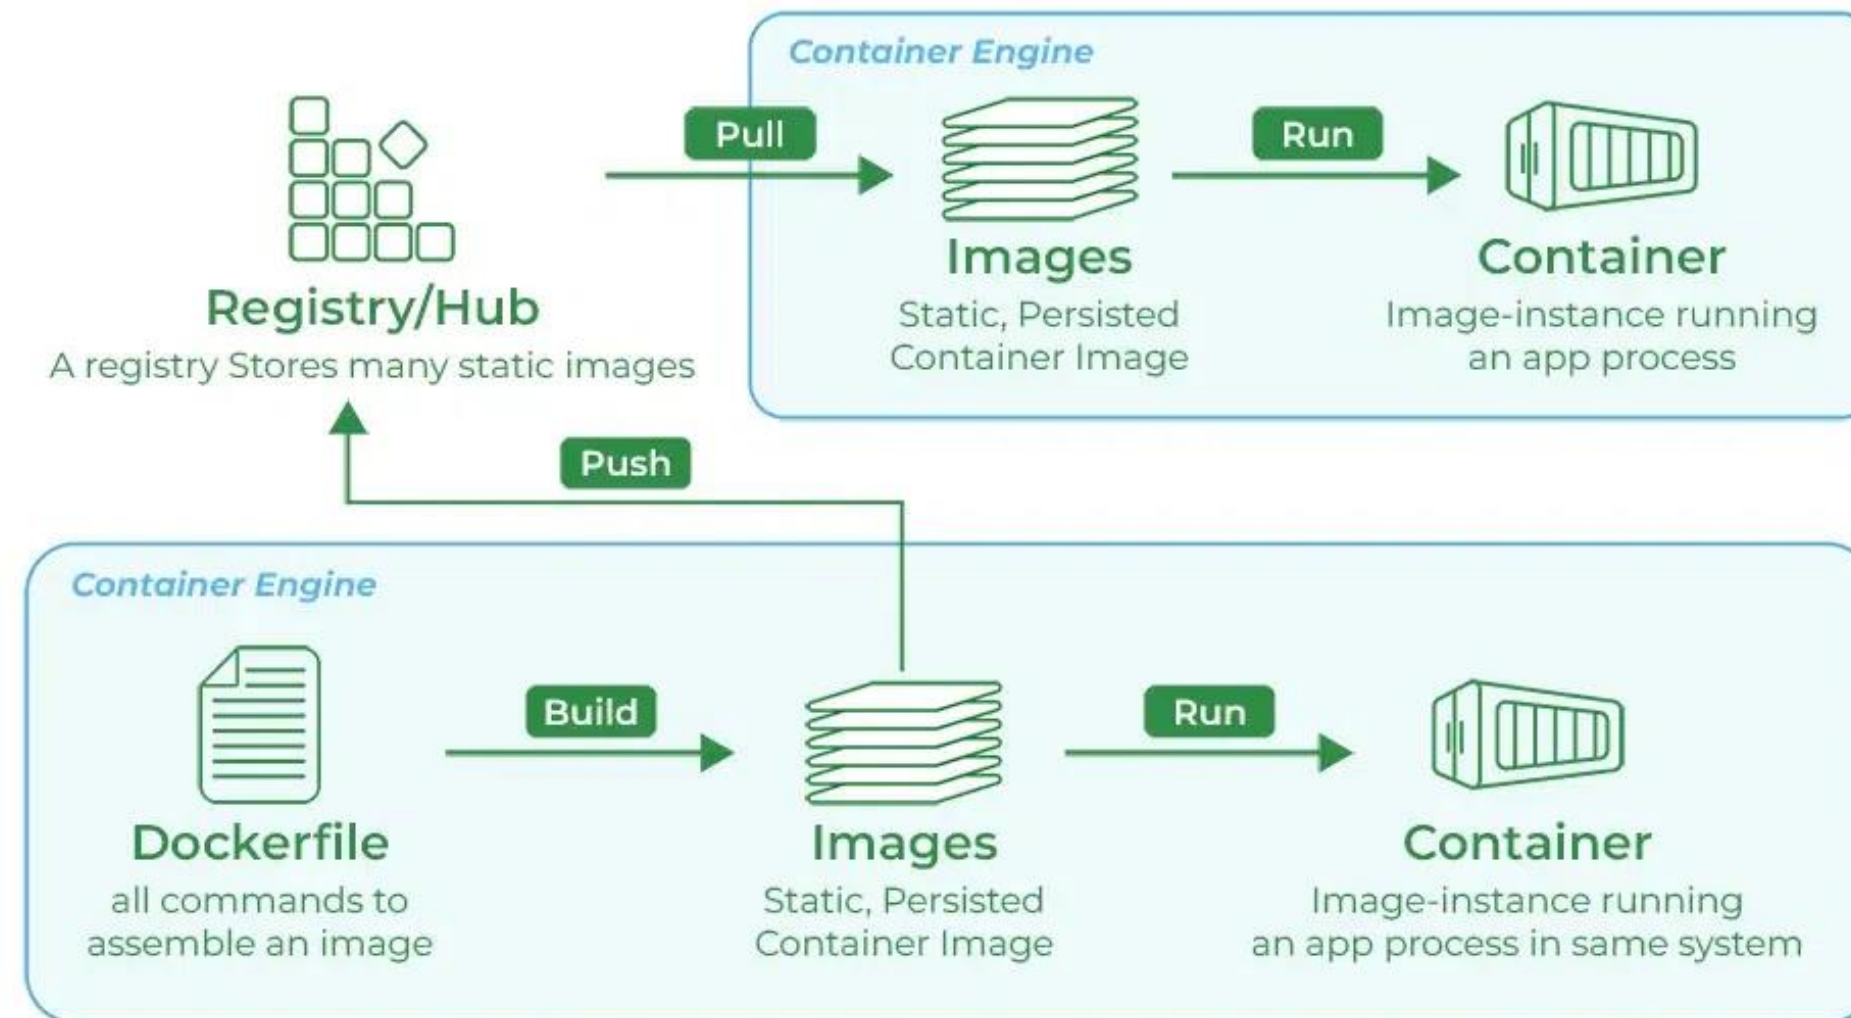 Container Engine
Pull
Run
Registry/Hub
A registry Stores many static images
Images
Static, Persisted
Container Image
Container
Image-instance running
an app process
Push
Container Engine
Build
Run
Dockerfile
all commands to
assemble an image
Images
Static, Persisted
Container Image
Container
Image-instance running
an app process in same system